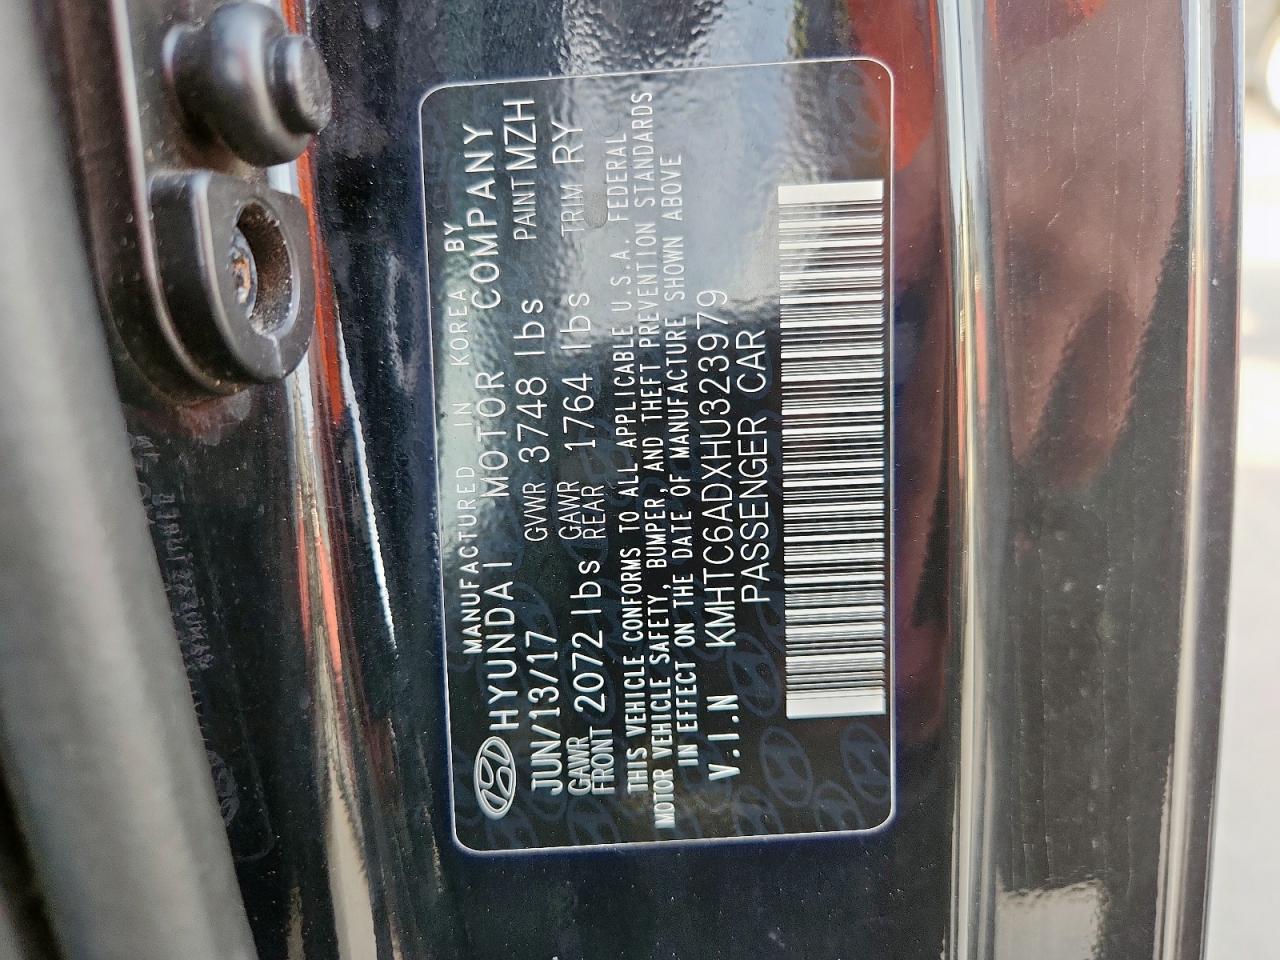 MANUFACTURED IN KOREA BY
HYUNDAI MOTOR COMPANY
JUN/13/17 GVWR 3748 lbs PAINT MZH
GAWR FRONT 2072 lbs GAWR REAR 1764 lbs TRIM RY
THIS VEHICLE CONFORMS TO ALL APPLICABLE U.S.A. FEDERAL
MOTOR VEHICLE SAFETY, BUMPER, AND THEFT PREVENTION STANDARDS
IN EFFECT ON THE DATE OF MANUFACTURE SHOWN ABOVE
V.I.N KMHTC6ADXHU323979
PASSENGER CAR